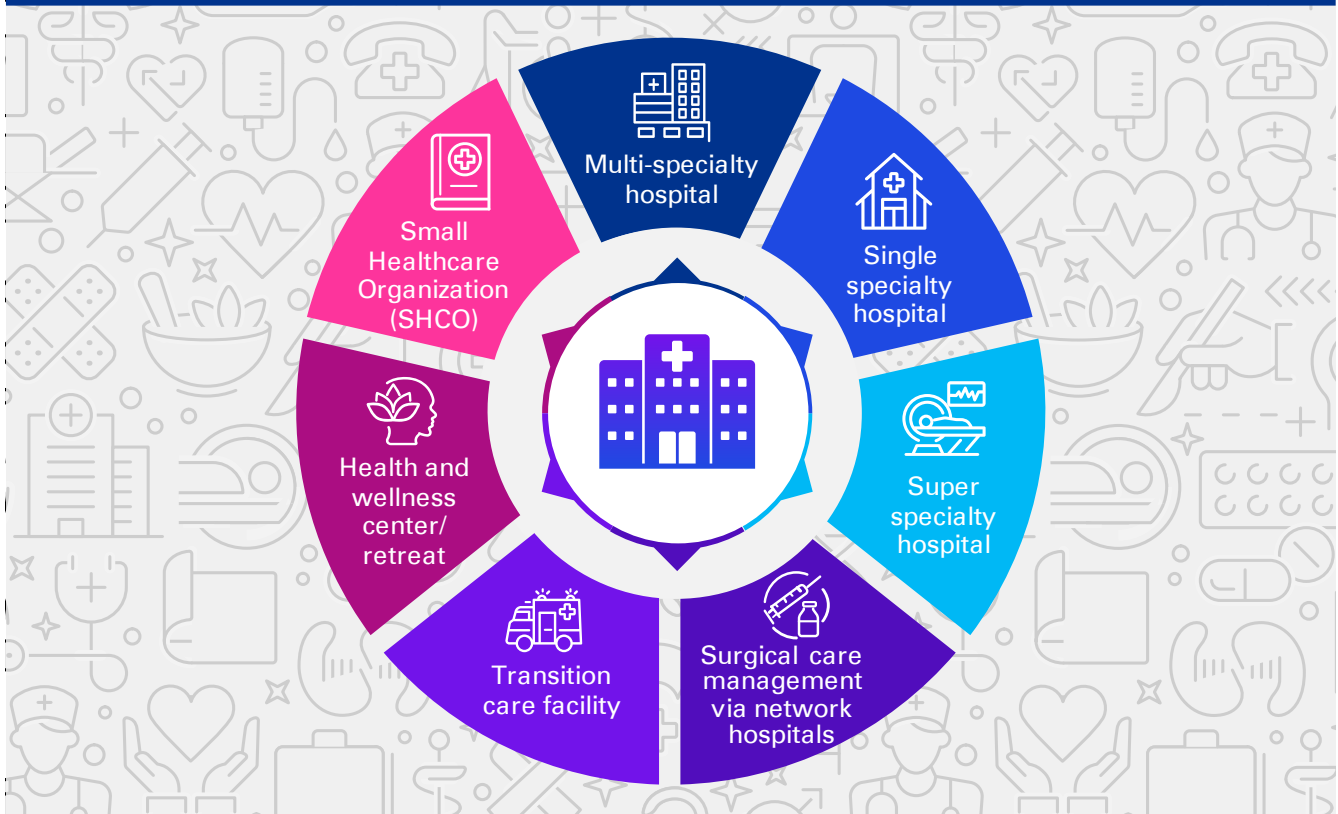 Multi-specialty
hospital
Single
specialty
hospital
Super
specialty
hospital
Surgical care
management
via network
hospitals
Transition
care facility
Health and
wellness
center/
retreat
Small
Healthcare
Organization
(SHCO)